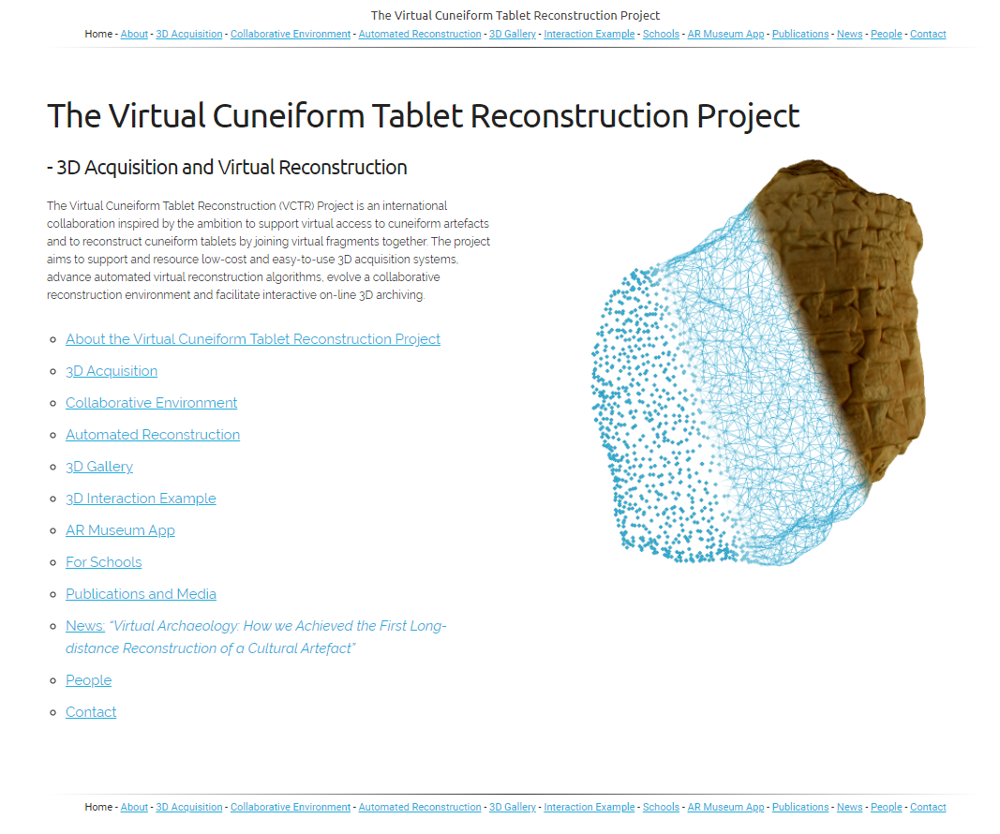 The Virtual Cuneiform Tablet Reconstruction Project
Home - About - 3D Acquisition - Collaborative Environment - Automated Reconstruction - 3D Gallery - Interaction Example - Schools - AR Museum App - Publications - News - People - Contact
The Virtual Cuneiform Tablet Reconstruction Project
- 3D Acquisition and Virtual Reconstruction
The Virtual Cuneiform Tablet Reconstruction (VCTR) Project is an international
collaboration inspired by the ambition to support virtual access to cuneiform artefacts
and to reconstruct cuneiform tablets by joining virtual fragments together. The project
aims to support and resource low-cost and easy-to-use 3D acquisition systems,
advance automated virtual reconstruction algorithms, evolve a collaborative
reconstruction environment and facilitate interactive on-line 3D archiving.
About the Virtual Cuneiform Tablet Reconstruction Project
3D Acquisition
Collaborative Environment
Automated Reconstruction
3D Gallery
3D Interaction Example
AR Museum App
For Schools
Publications and Media
News: “Virtual Archaeology: How we Achieved the First Long-
distance Reconstruction of a Cultural Artefact”
People
Contact
Home - About - 3D Acquisition - Collaborative Environment - Automated Reconstruction - 3D Gallery - Interaction Example - Schools - AR Museum App - Publications - News - People - Contact